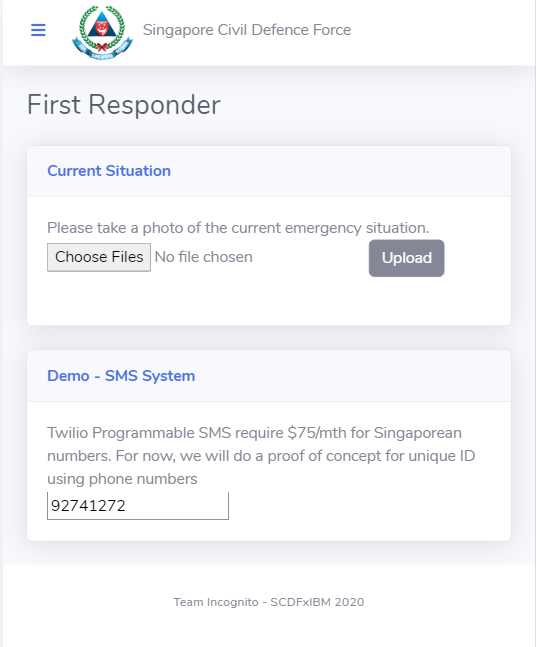 Singapore Civil Defence Force
First Responder
Current Situation
Please take a photo of the current emergency situation.
Choose Files No file chosen Upload
Demo - SMS System
Twilio Programmable SMS require $75/mth for Singaporean
numbers. For now, we will do a proof of concept for unique ID
using phone numbers
92741272
Team Incognito - SCDFxIBM 2020